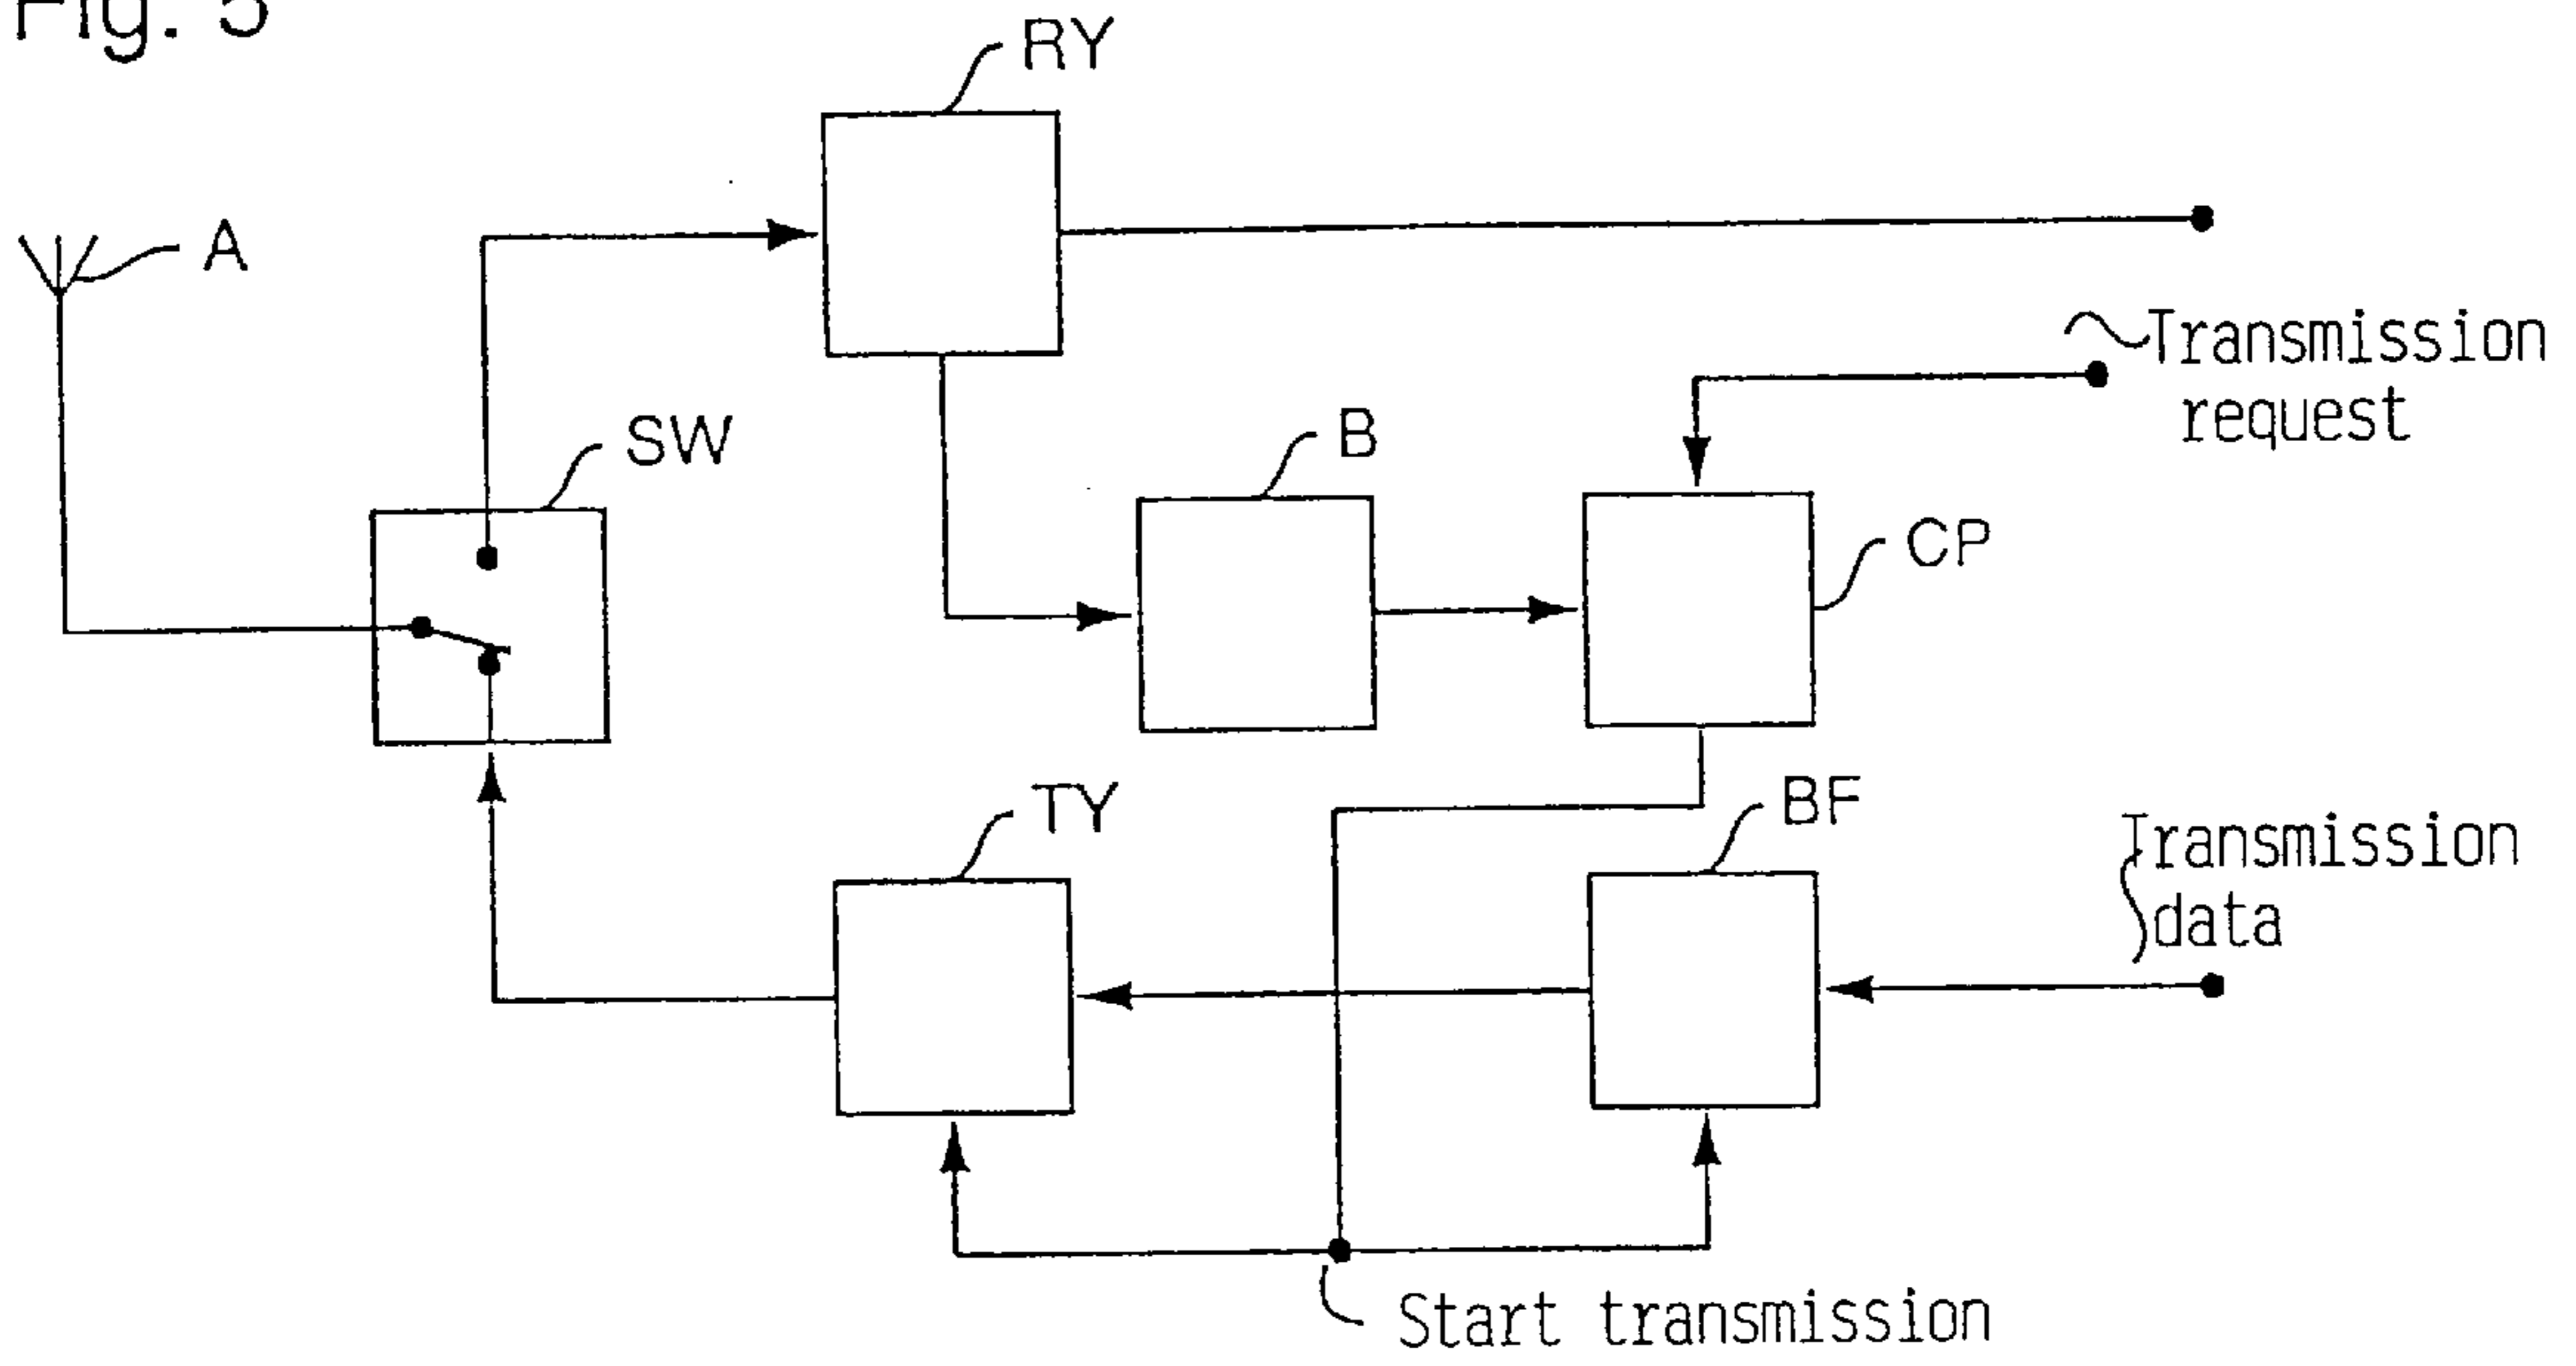 Fig. 5
RY
A
Transmission
request
SW
B
CP
TY
BF
Transmission
data
Start transmission